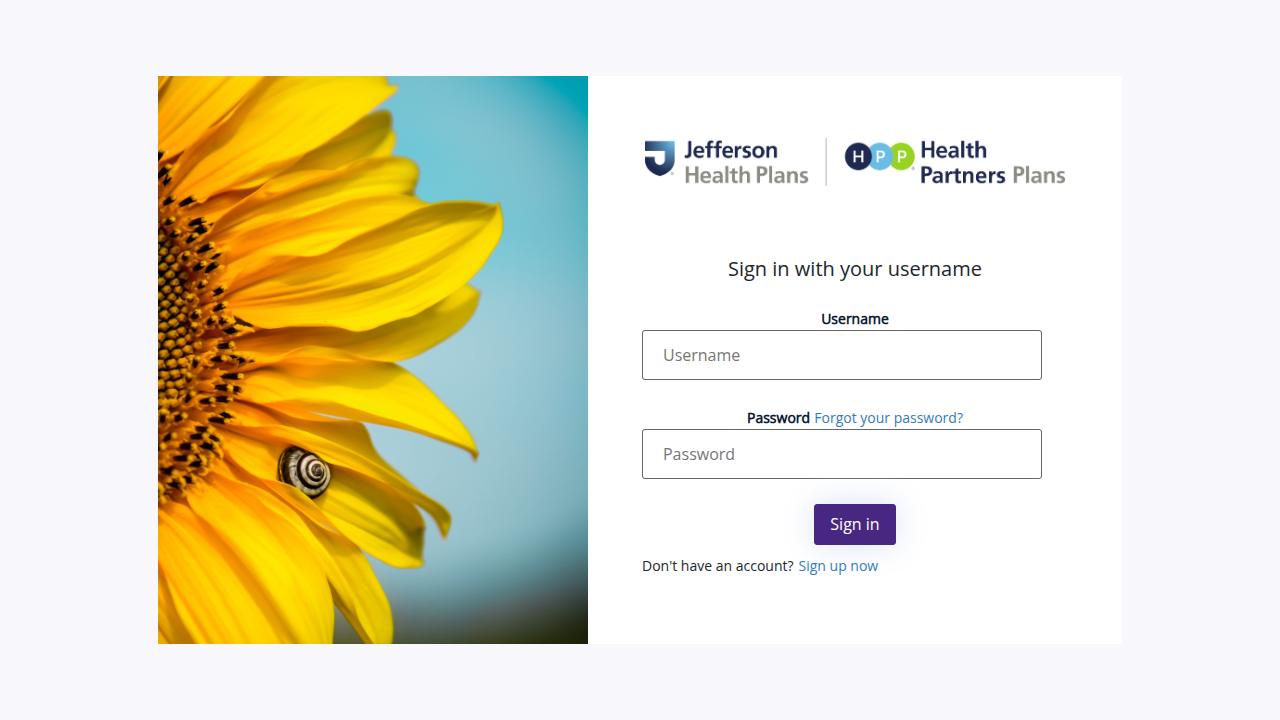 Jefferson
Health Plans
HPP Health
Partners Plans
Sign in with your username
Username
Username
Password Forgot your password?
Password
Sign in
Don't have an account? Sign up now